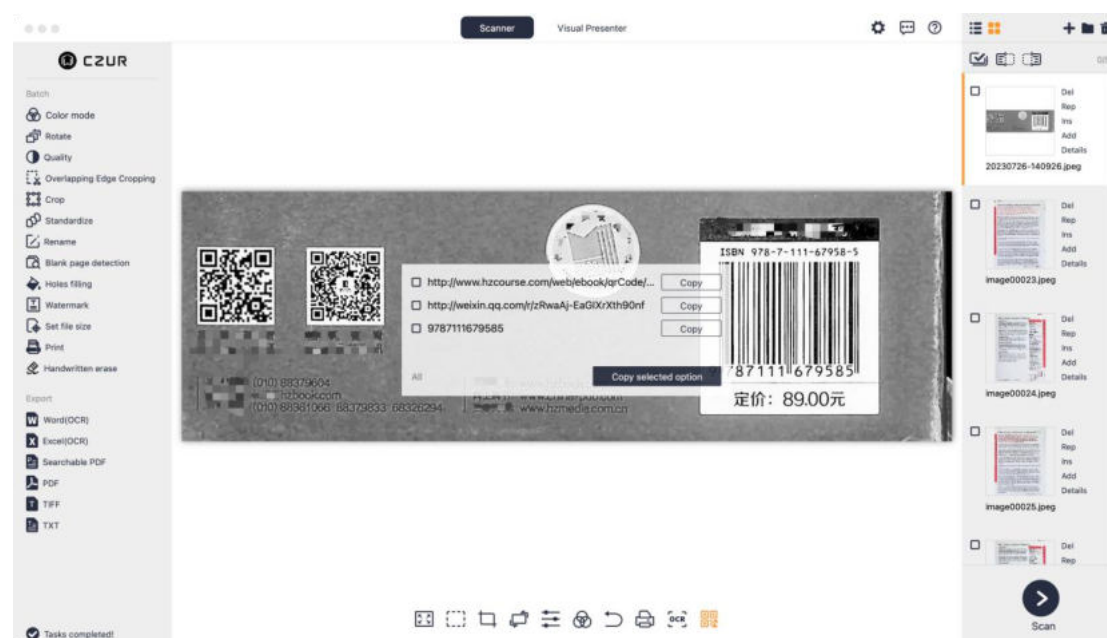 Scanner
Visual Presenter
CZUR
Batch
Color mode
Rotate
Quality
Overlapping Edge Cropping
Crop
Standardize
Rename
Blank page detection
Holes filling
Watermark
Set file size
Print
Handwritten erase
Export
Word(OCR)
Excel(OCR)
Searchable PDF
PDF
TIFF
TXT
Tasks completed!
ISBN 978-7-111-67958-5
http://www.hzcourse.com/web/ebook/qrCode/... Copy
http://weixin.qq.com/r/zRwaAj-EaGlXrXth90nf Copy
9787111679585 Copy
All
Copy selected option
87111 679585
定价：89.00元
(010) 88379604
hzbook.com
(010) 88361066 88379833 68326294
www.hzmedia.com.cn
OCR
Del
Rep
Ins
Add
Details
20230726-140926.jpeg
Del
Rep
Ins
Add
Details
image00023.jpeg
Del
Rep
Ins
Add
Details
image00024.jpeg
Del
Rep
Ins
Add
Details
image00025.jpeg
Del
Rep
Scan